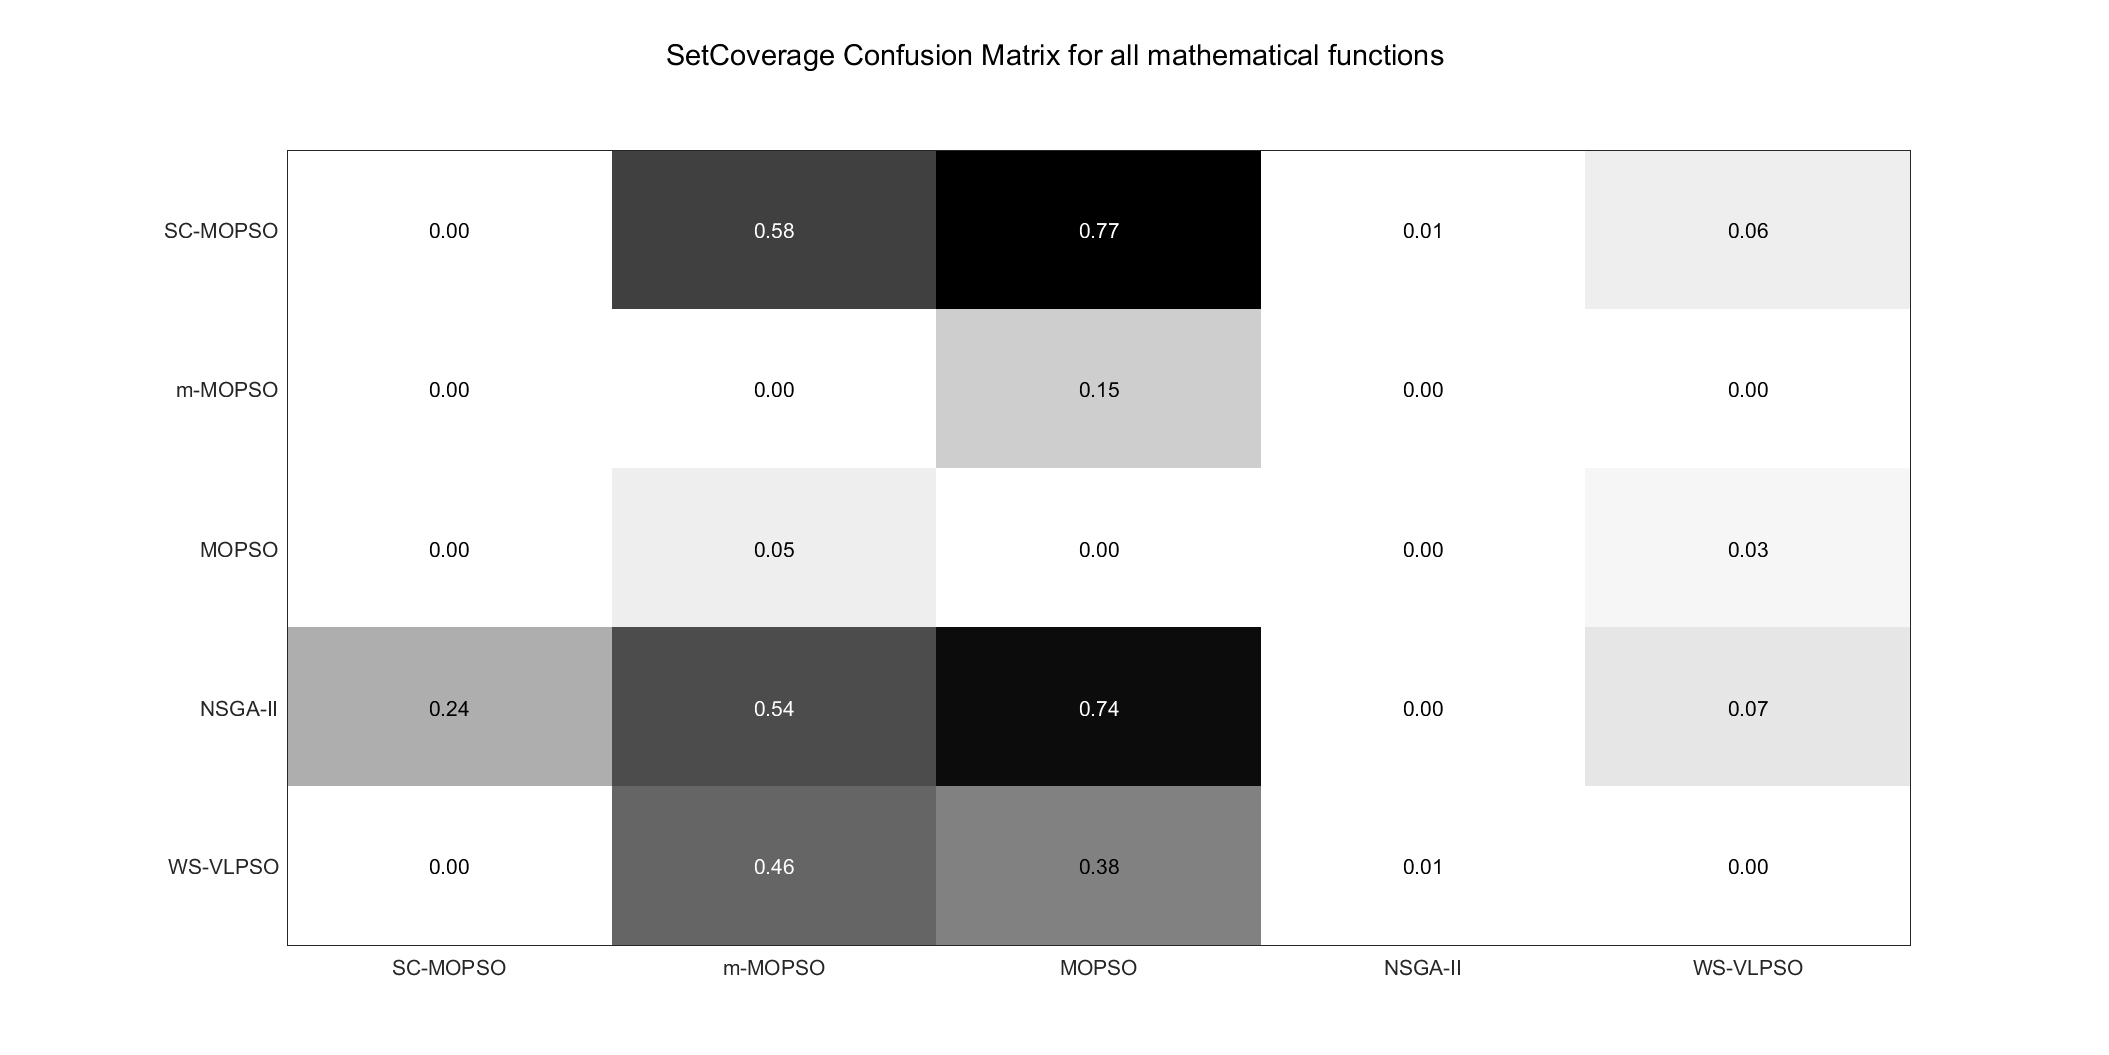 SetCoverage Confusion Matrix for all mathematical functions
SC-MOPSO 0.00 0.58 0.77 0.01 0.06
m-MOPSO 0.00 0.00 0.15 0.00 0.00
MOPSO 0.00 0.05 0.00 0.00 0.03
NSGA-II 0.24 0.54 0.74 0.00 0.07
WS-VLPSO 0.00 0.46 0.38 0.01 0.00
SC-MOPSO m-MOPSO MOPSO NSGA-II WS-VLPSO